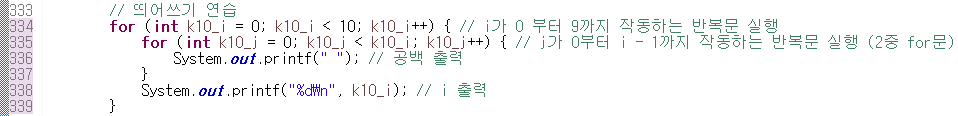 333 // 띄어쓰기 연습
334 for (int k10_i = 0; k10_i < 10; k10_i++) { // i가 0 부터 9까지 작동하는 반복문 실행
335 for (int k10_j = 0; k10_j < k10_i; k10_j++) { // j가 0부터 i - 1까지 작동하는 반복문 실행 (2중 for문)
336 System.out.printf(" "); // 공백 출력
337 }
338 System.out.printf("%d₩n", k10_i); // i 출력
339 }